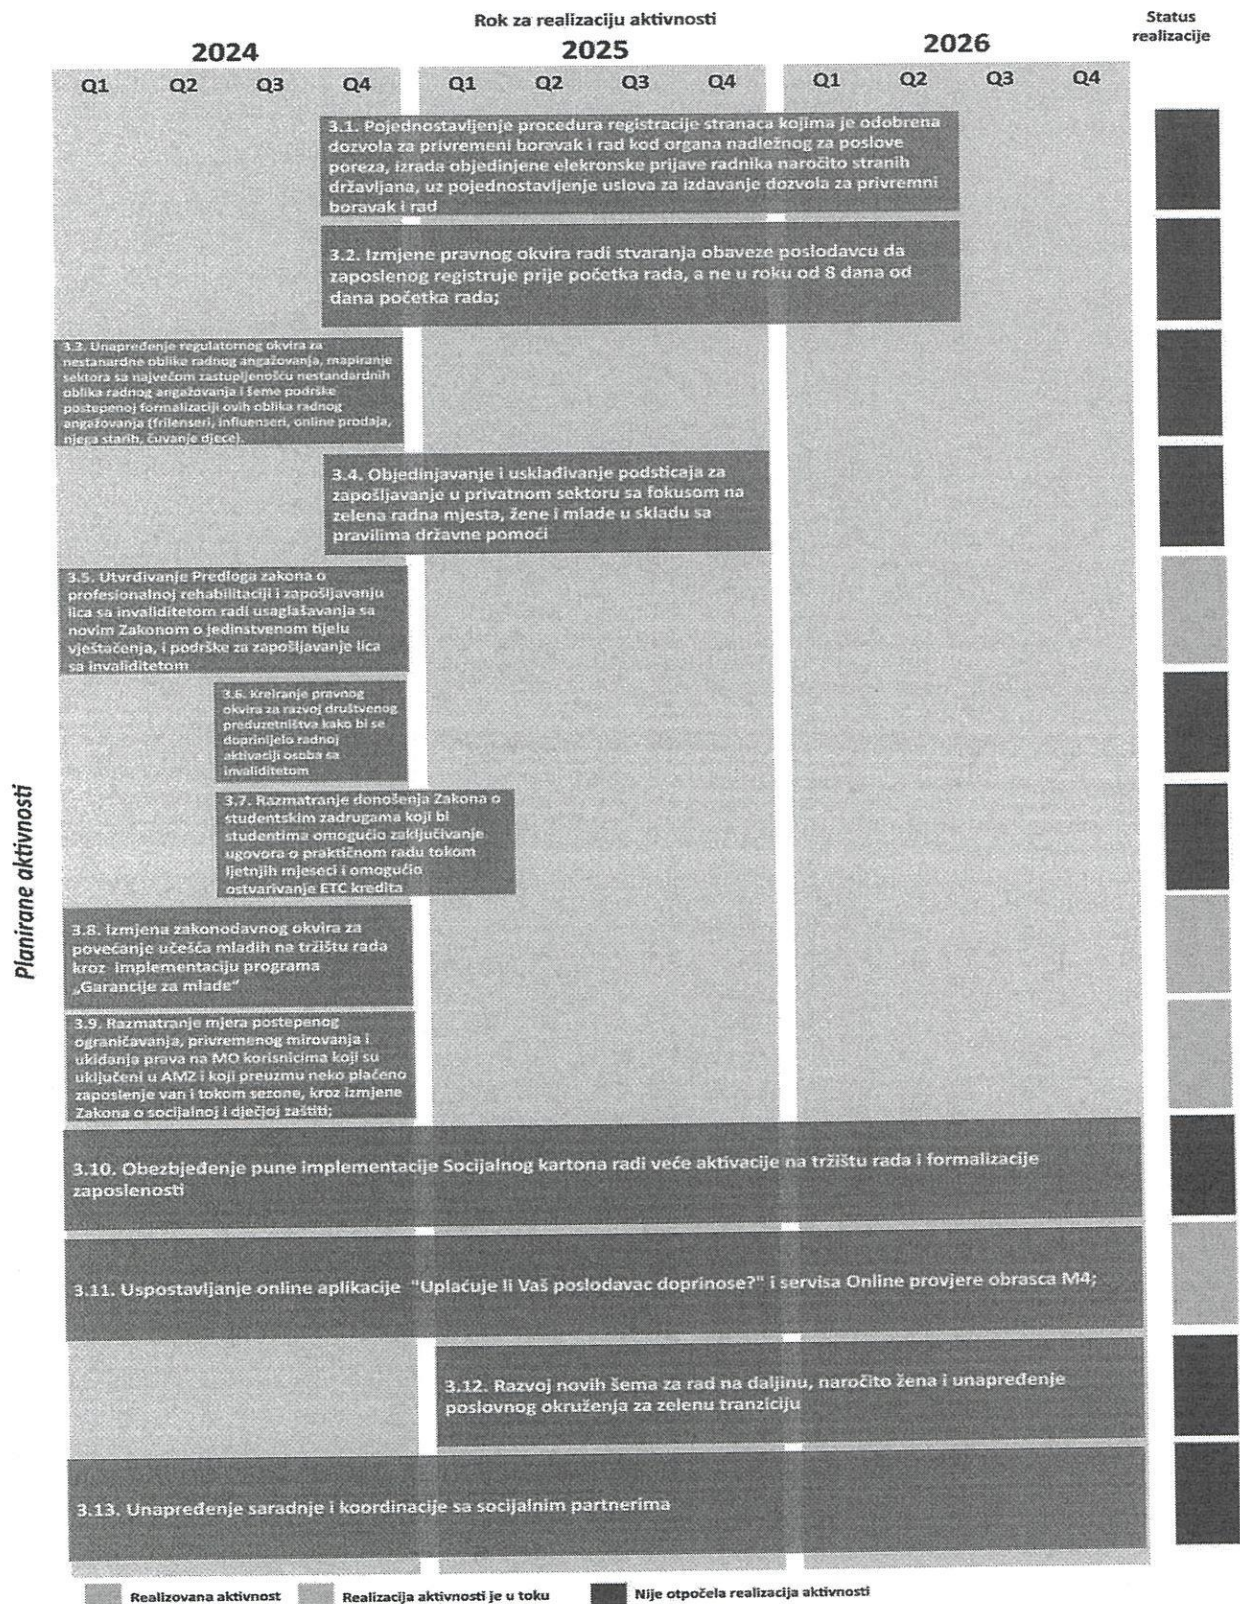 Rok za realizaciju aktivnosti
Status
realizacije
2024
2025
2026
Q1
Q2
Q3
Q4
Q1
Q2
Q3
Q4
Q1
Q2
Q3
Q4
3.1. Pojednostavljenje procedura registracije stranaca kojima je odobrena
dozvola za privremeni boravak i rad kod organa nadležnog za poslove
poreza, izrada objedinjene elekronske prijave radnika naročito stranih
državljana, uz pojednostavljenje uslova za izdavanje dozvola za privremni
boravak i rad
3.2. Izmjene pravnog okvira radi stvaranja obaveze poslodavcu da
zaposlenog registruje prije početka rada, a ne u roku od 8 dana od
dana početka rada;
3.3. Unapređenje regulatornog okvira za
nestanardne oblike radnog angažovanja, mapiranje
sektora sa najvećom zastupljenošću nestandardnih
oblika radnog angažovanja i šeme podrške
postepenoj formalizaciji ovih oblika radnog
angažovanja (frilenseri, influenseri, online prodaja,
njega starih, čuvanje djece).
3.4. Objedinjavanje i usklađivanje podsticaja za
zapošljavanje u privatnom sektoru sa fokusom na
zelena radna mjesta, žene i mlade u skladu sa
pravilima državne pomoći
3.5. Utvrđivanje Predloga zakona o
profesionalnoj rehabilitaciji i zapošljavanju
lica sa invaliditetom radi usaglašavanja sa
novim Zakonom o jedinstvenom tijelu
vještačenja, i podrške za zapošljavanje lica
sa invaliditetom
3.6. Kreiranje pravnog
okvira za razvoj društvenog
preduzetništva kako bi se
doprinijelo radnoj
aktivaciji osoba sa
invaliditetom
3.7. Razmatranje donošenja Zakona o
studentskim zadrugama koji bi
studentima omogućio zaključivanje
ugovora o praktičnom radu tokom
ljetnjih mjeseci i omogućio
ostvarivanje ETC kredita
Planirane aktivnosti
3.8. Izmjena zakonodavnog okvira za
povećanje učešća mladih na tržištu rada
kroz implementaciju programa
„Garancije za mlade“
3.9. Razmatranje mjera postepenog
ograničavanja, privremenog mirovanja i
ukidanja prava na MO korisnicima koji su
uključeni u AMZ i koji preuzmu neko plaćeno
zaposlenje van i tokom sezone, kroz izmjene
Zakona o socijalnoj i dječjoj zaštiti;
3.10. Obezbjeđenje pune implementacije Socijalnog kartona radi veće aktivacije na tržištu rada i formalizacije
zaposlenosti
3.11. Uspostavljanje online aplikacije "Uplaćuje li Vaš poslodavac doprinose?" i servisa Online provjere obrasca M4;
3.12. Razvoj novih šema za rad na daljinu, naročito žena i unapređenje
poslovnog okruženja za zelenu tranziciju
3.13. Unapređenje saradnje i koordinacije sa socijalnim partnerima
Realizovana aktivnost
Realizacija aktivnosti je u toku
Nije otpočela realizacija aktivnosti